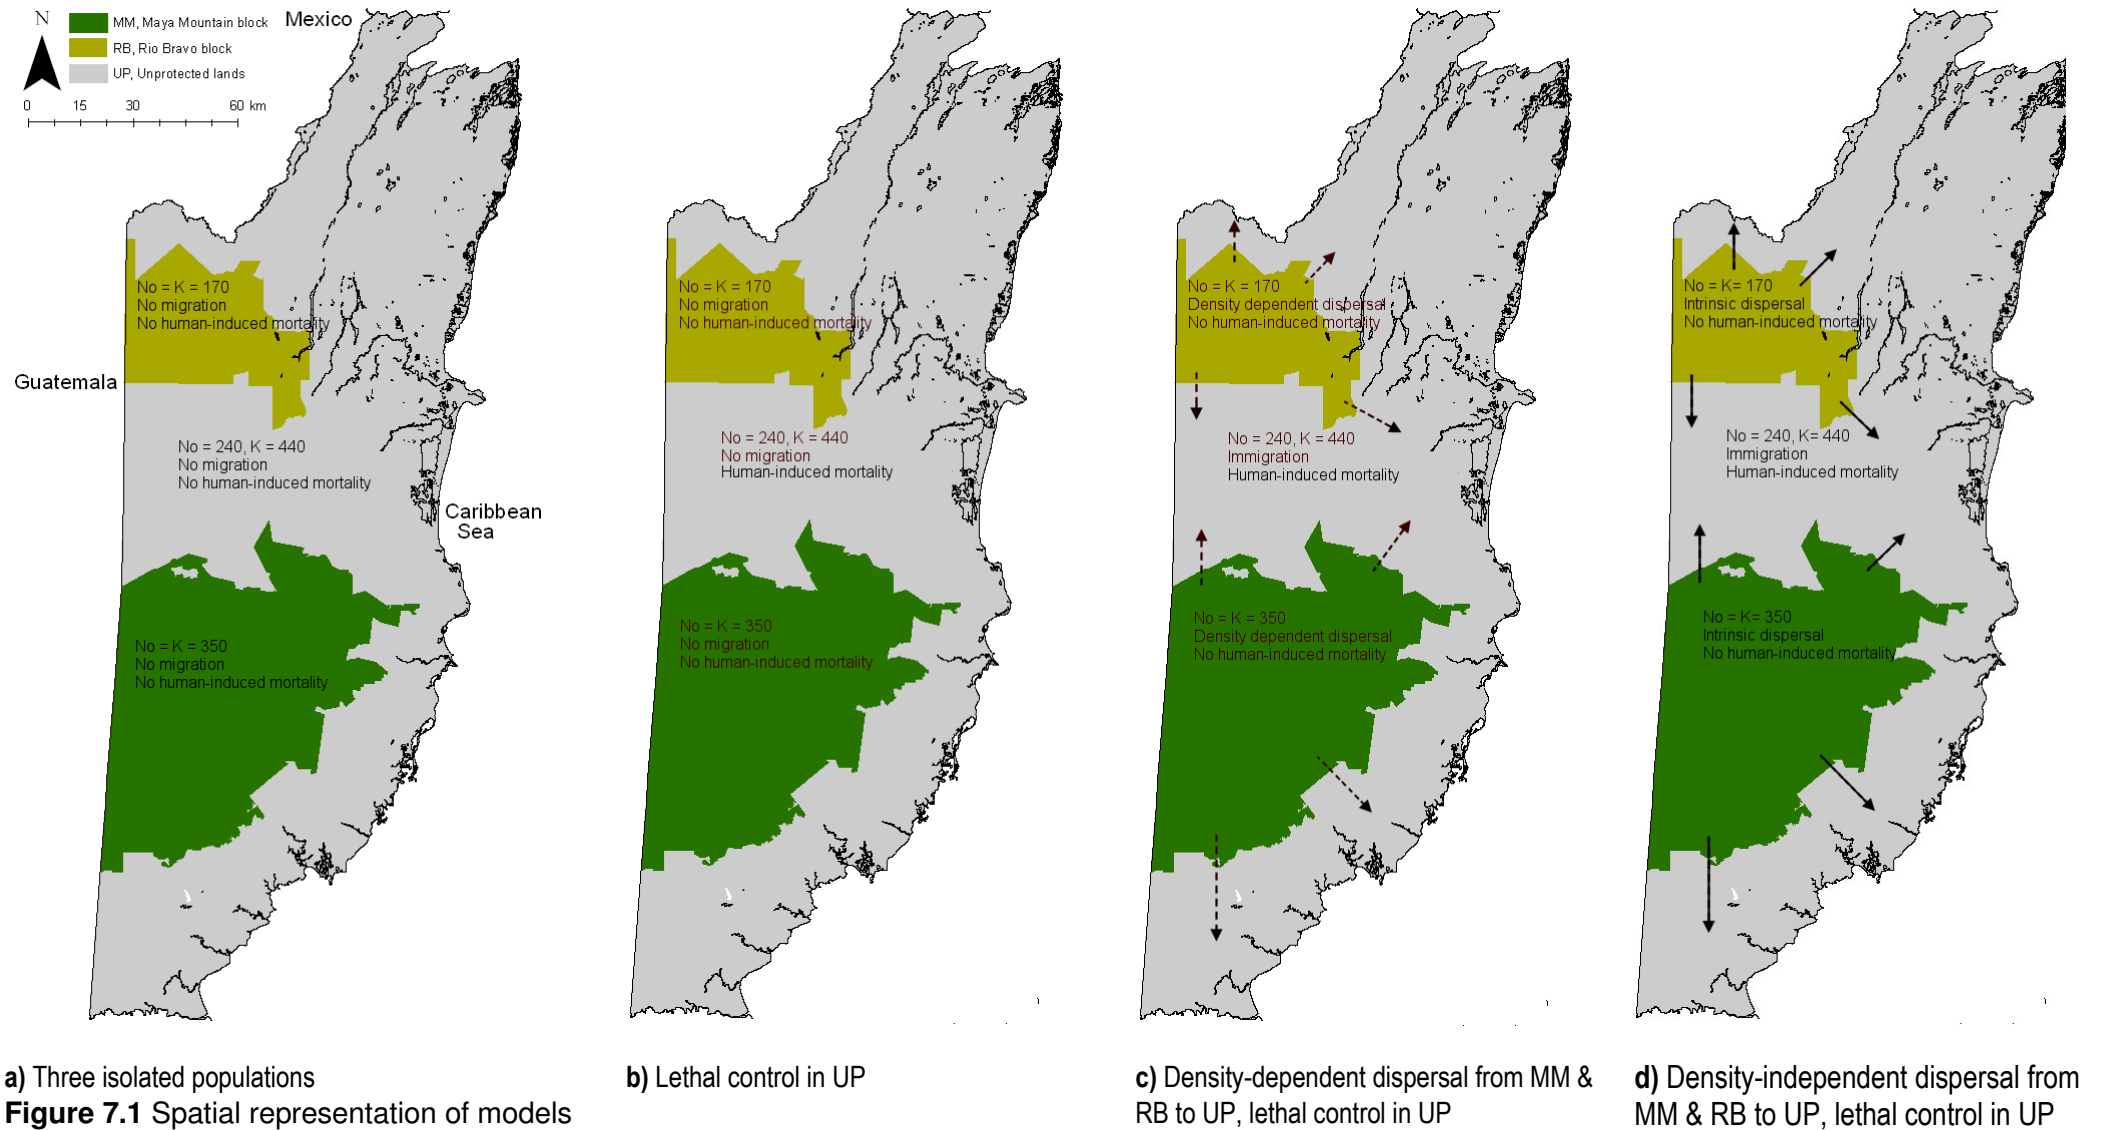 N
MM, Maya Mountain block
RB, Rio Bravo block
UP, Unprotected lands
0 15 30 60 km
Mexico
Guatemala
Caribbean
Sea
No = K = 170
No migration
No human-induced mortality
No = 240, K = 440
No migration
No human-induced mortality
No = K = 350
No migration
No human-induced mortality
a) Three isolated populations
No = K = 170
No migration
No human-induced mortality
No = 240, K = 440
No migration
Human-induced mortality
No = K = 350
No migration
No human-induced mortality
b) Lethal control in UP
No = K = 170
Density dependent dispersal
No human-induced mortality
No = 240, K = 440
Immigration
Human-induced mortality
No = K = 350
Density dependent dispersal
No human-induced mortality
c) Density-dependent dispersal from MM &
RB to UP, lethal control in UP
No = K= 170
Intrinsic dispersal
No human-induced mortality
No = 240, K= 440
Immigration
Human-induced mortality
No = K= 350
Intrinsic dispersal
No human-induced mortality
d) Density-independent dispersal from
MM & RB to UP, lethal control in UP
Figure 7.1 Spatial representation of models